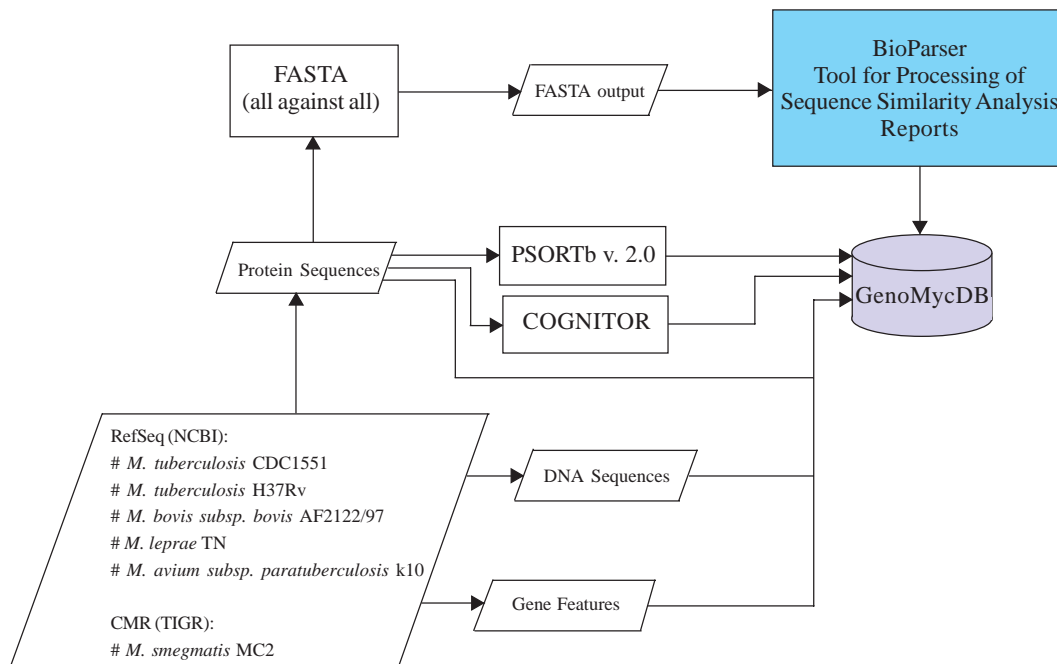 FASTA
(all against all)
FASTA output
BioParser
Tool for Processing of
Sequence Similarity Analysis
Reports
Protein Sequences
PSORTb v. 2.0
COGNITOR
GenoMycDB
RefSeq (NCBI):
# M. tuberculosis CDC1551
# M. tuberculosis H37Rv
# M. bovis subsp. bovis AF2122/97
# M. leprae TN
# M. avium subsp. paratuberculosis k10
CMR (TIGR):
# M. smegmatis MC2
DNA Sequences
Gene Features